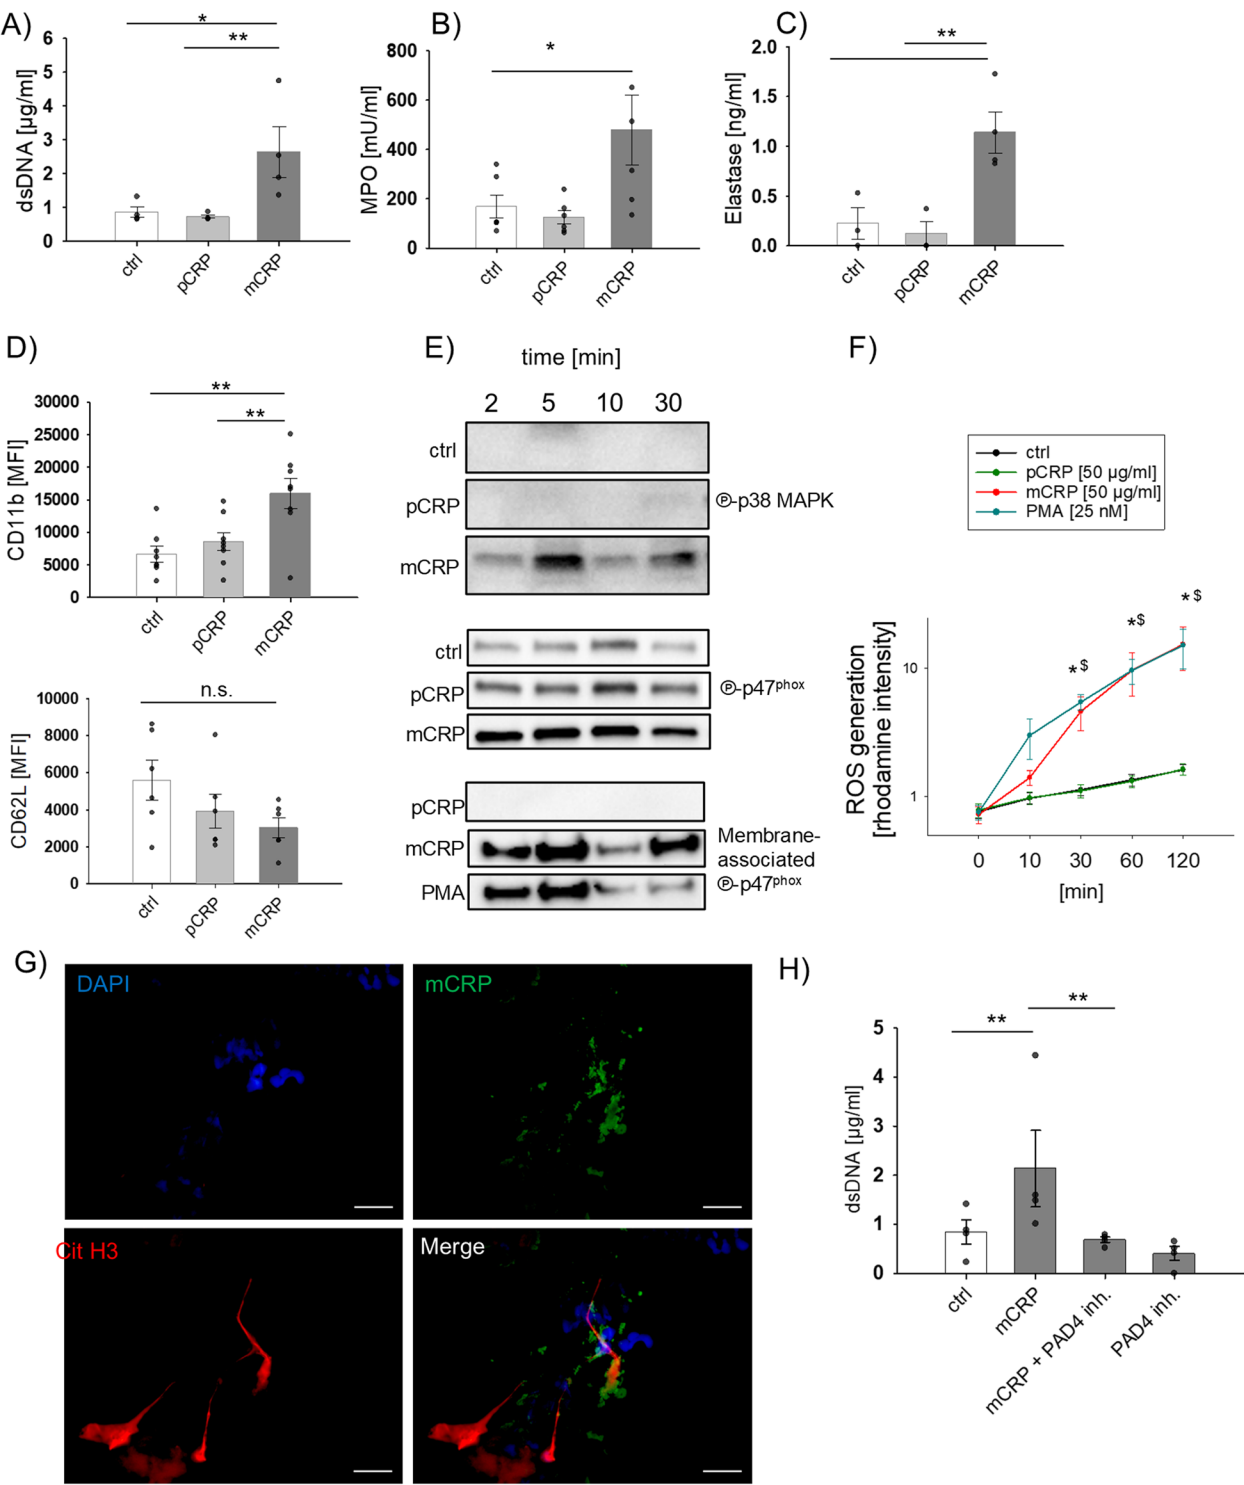 A)
*
**
6
5
4
3
2
1
0
dsDNA [µg/ml]
ctrl
pCRP
mCRP
B)
*
800
600
400
200
0
MPO [mU/ml]
ctrl
pCRP
mCRP
C)
**
2.0
1.5
1.0
0.5
0.0
Elastase [ng/ml]
ctrl
pCRP
mCRP
D)
**
**
30000
25000
20000
15000
10000
5000
0
CD11b [MFI]
ctrl
pCRP
mCRP
n.s.
10000
8000
6000
4000
2000
0
CD62L [MFI]
ctrl
pCRP
mCRP
E)
time [min]
2 5 10 30
ctrl
pCRP
mCRP
Ⓟ-p38 MAPK
ctrl
pCRP
mCRP
Ⓟ-p47phox
pCRP
mCRP
PMA
Membrane-
associated
Ⓟ-p47phox
F)
ctrl
pCRP [50 µg/ml]
mCRP [50 µg/ml]
PMA [25 nM]
*$
*$
*$
10
1
ROS generation
[rhodamine intensity]
0 10 30 60 120
[min]
G)
DAPI
mCRP
Cit H3
Merge
H)
**
**
5
4
3
2
1
0
dsDNA [µg/ml]
ctrl
mCRP
mCRP + PAD4 inh.
PAD4 inh.